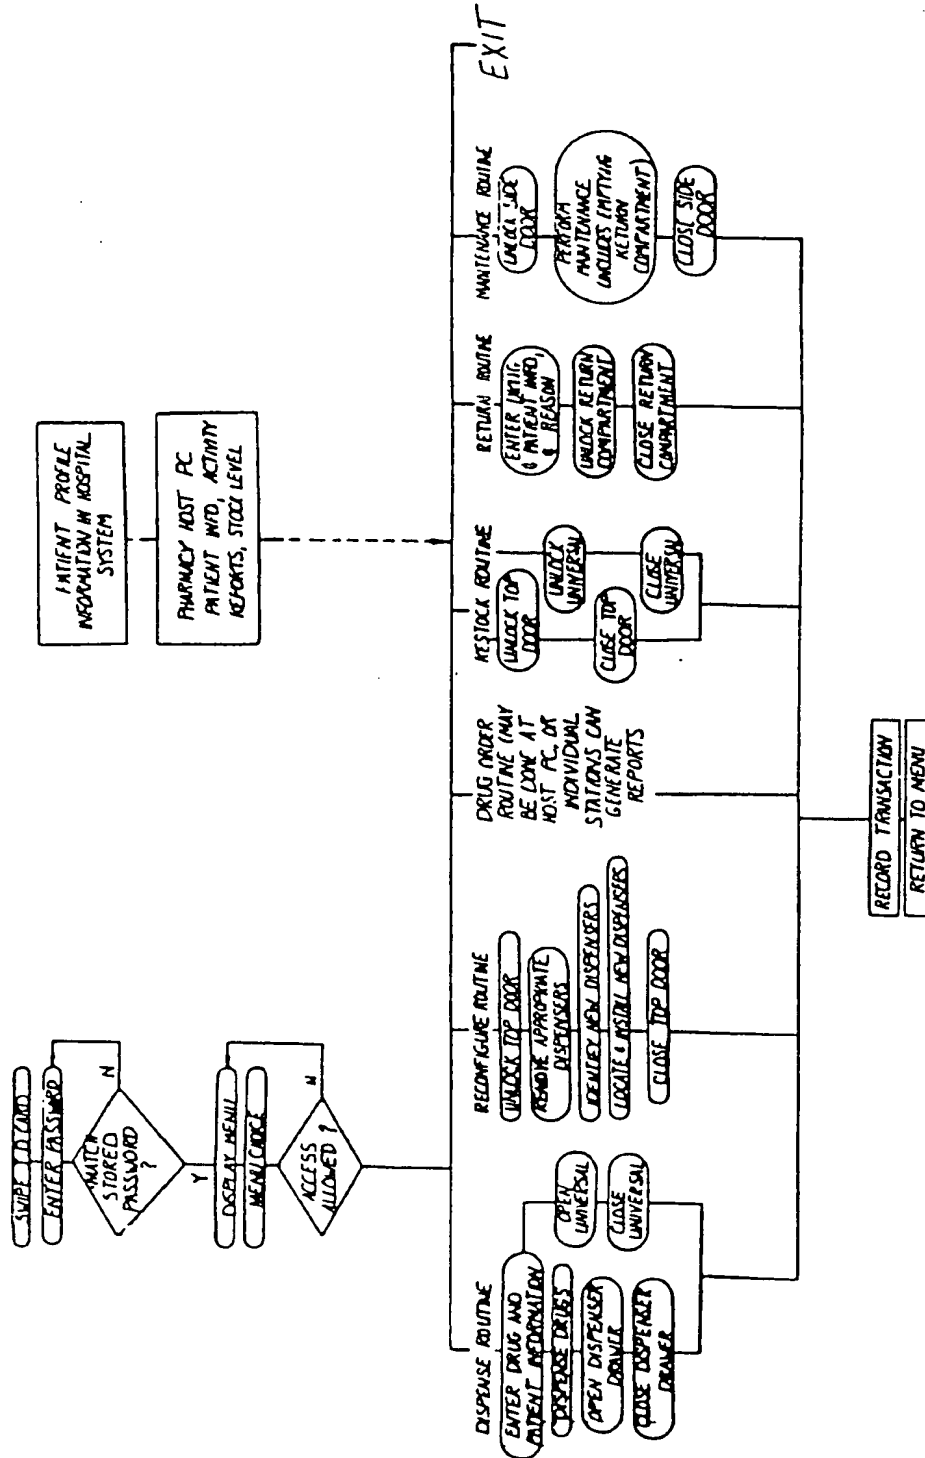 SWIPE I.D. CARD
ENTER PASSWORD
MATCH
STORED
PASSWORD
?
N
Y
DISPLAY MENU
MENU CHOICE
ACCESS
ALLOWED ?
N
PATIENT PROFILE
INFORMATION IN HOSPITAL
SYSTEM
PHARMACY HOST PC
PATIENT INFO, ACTIVITY
REPORTS, STOCK LEVEL
DISPENSE ROUTINE
ENTER DRUG AND
PATIENT INFORMATION
DISPENSE DRUGS
OPEN DISPENSER
DRAWER
CLOSE DISPENSER
DRAWER
OPEN
UNIVERSAL
CLOSE
UNIVERSAL
RECONFIGURE ROUTINE
UNLOCK TOP DOOR
REMOVE APPROPRIATE
DISPENSERS
IDENTIFY NEW DISPENSERS
LOCATE & INSTALL NEW DISPENSERS
CLOSE TOP DOOR
DRUG ORDER
ROUTINE (MAY
BE DONE AT
HOST PC, OR
INDIVIDUAL
STATIONS CAN
GENERATE
REPORTS
RESTOCK ROUTINE
UNLOCK TOP
DOOR
UNLOCK
UNIVERSAL
CLOSE TOP
DOOR
CLOSE
UNIVERSAL
RETURN ROUTINE
ENTER DRUG
& PATIENT INFO,
& REASON
UNLOCK RETURN
COMPARTMENT
CLOSE RETURN
COMPARTMENT
MAINTENANCE ROUTINE
UNLOCK SIDE
DOOR
PERFORM
MAINTENANCE
(INCLUDES EMPTYING
RETURN
COMPARTMENT)
CLOSE SIDE
DOOR
EXIT
RECORD TRANSACTION
RETURN TO MENU